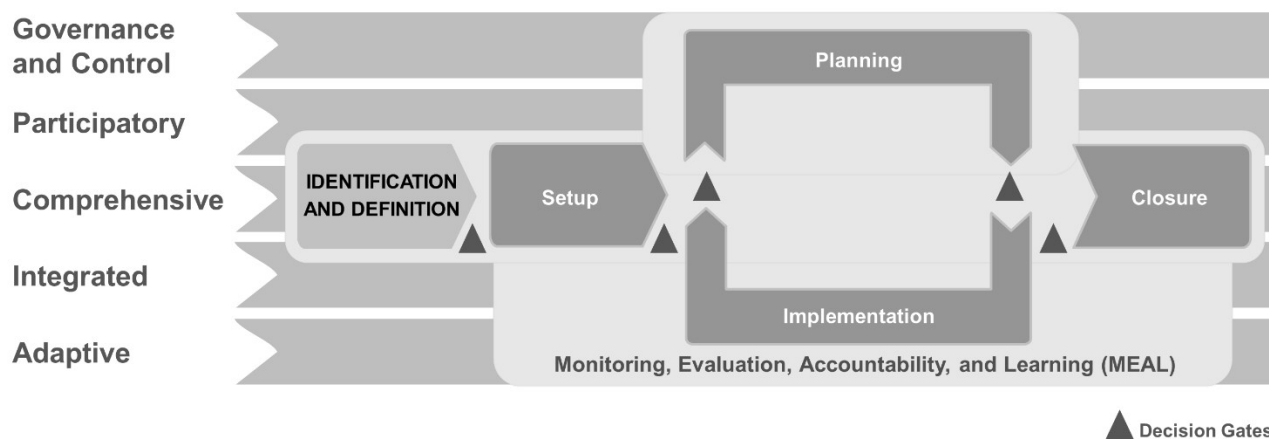 Governance
and Control
Participatory
Comprehensive
Integrated
Adaptive
Planning
IDENTIFICATION
AND DEFINITION
Setup
Closure
Implementation
Monitoring, Evaluation, Accountability, and Learning (MEAL)
Decision Gates